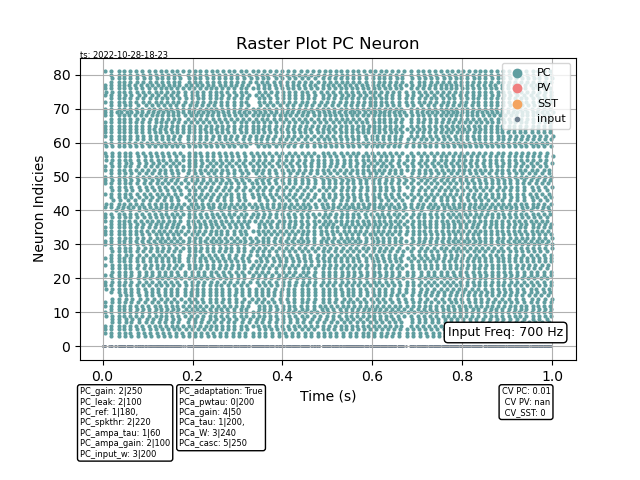 Raster Plot PC Neuron
ts: 2022-10-28-18-23
80
70
60
50
40
30
20
10
0
Neuron Indicies
PC
PV
SST
input
Input Freq: 700 Hz
0.0 0.2 0.4 0.6 0.8 1.0
Time (s)
PC_gain: 2|250
PC_leak: 2|100
PC_ref: 1|180,
PC_spkthr: 2|220
PC_ampa_tau: 1|60
PC_ampa_gain: 2|100
PC_input_w: 3|200
PC_adaptation: True
PCa_pwtau: 0|200
PCa_gain: 4|50
PCa_tau: 1|200,
PCa_W: 3|240
PCa_casc: 5|250
CV PC: 0.01
CV PV: nan
CV_SST: 0